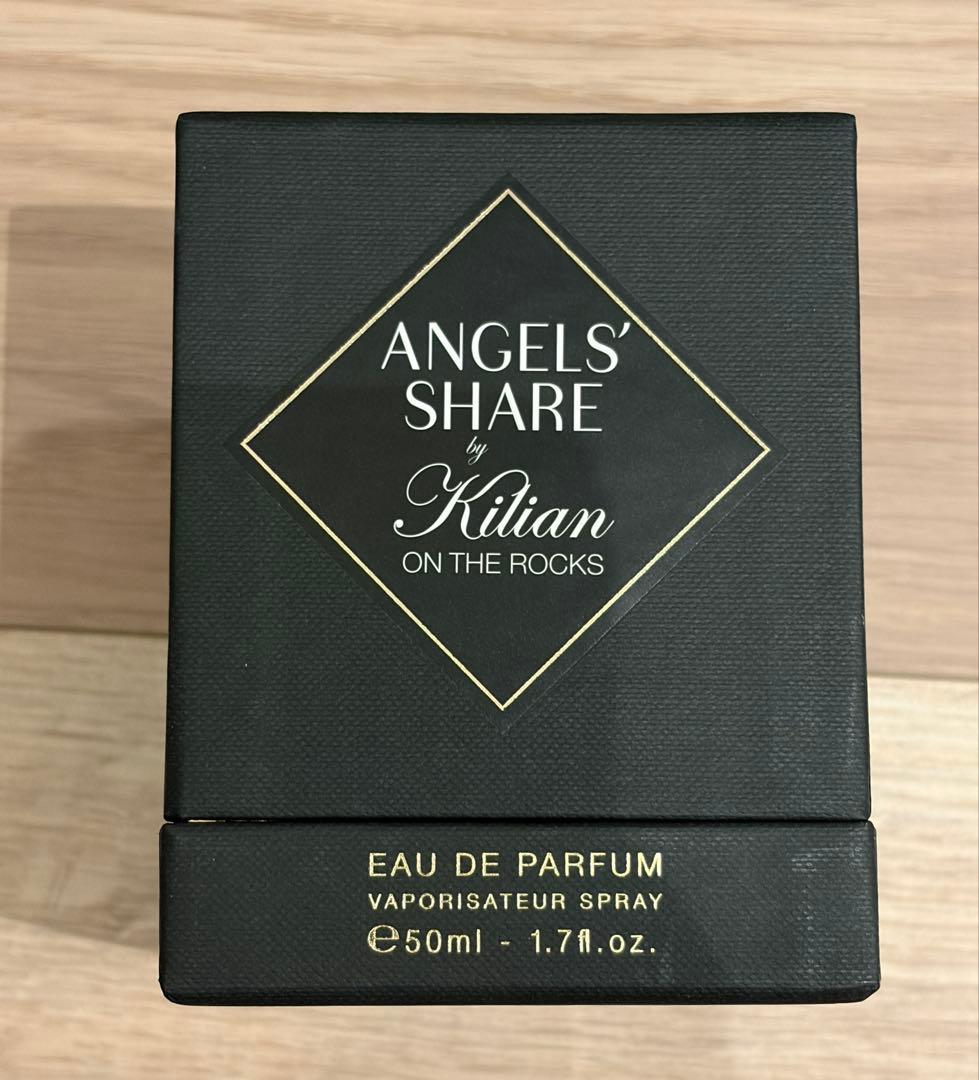 ANGELS’
SHARE
by
Kilian
ON THE ROCKS
EAU DE PARFUM
VAPORISATEUR SPRAY
℮50ml - 1.7fl.oz.